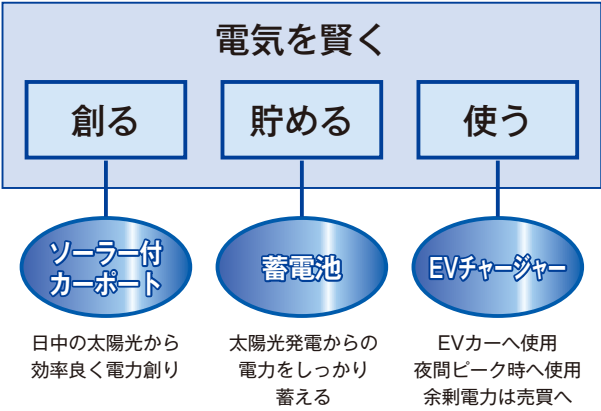 電気を賢く
創る
貯める
使う
ソーラー付
カーポート
蓄電池
EVチャージャー
日中の太陽光から
効率良く電力創り
太陽光発電からの
電力をしっかり
蓄える
EVカーへ使用
夜間ピーク時へ使用
余剰電力は売買へ